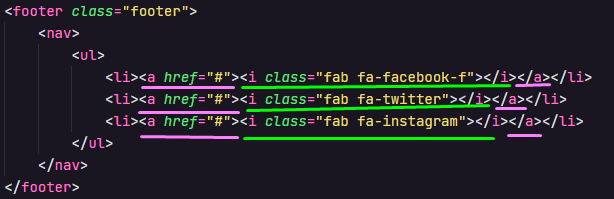 <footer class="footer">
<nav>
<ul>
<li><a href="#"><i class="fab fa-facebook-f"></i></a></li>
<li><a href="#"><i class="fab fa-twitter"></i></a></li>
<li><a href="#"><i class="fab fa-instagram"></i></a></li>
</ul>
</nav>
</footer>